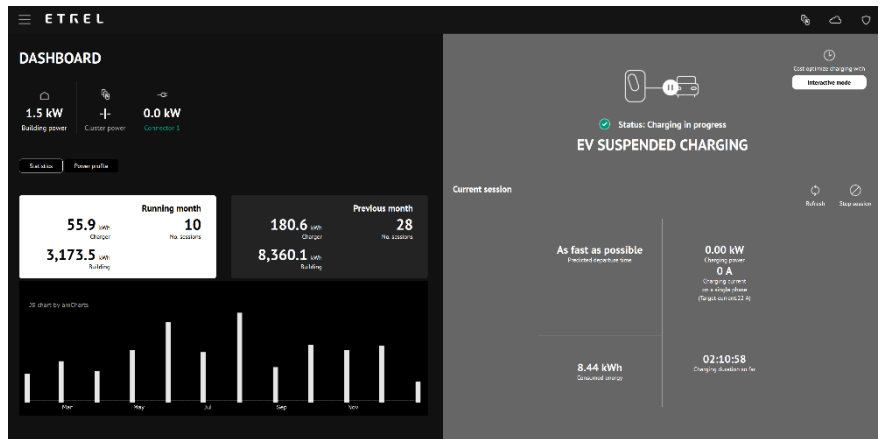 ETREL
DASHBOARD
1.5 kW
Building power
-|-
Cluster power
0.0 kW
Connector 1
Statistics
Power profile
Running month
55.9 kWh
Charger
10
No. sessions
3,173.5 kWh
Building
Previous month
180.6 kWh
Charger
28
No. sessions
8,360.1 kWh
Building
JS chart by amCharts
Mar
May
Jul
Sep
Nov
Cost optimize charging with
Interactive mode
Status: Charging in progress
EV SUSPENDED CHARGING
Current session
Refresh
Stop session
As fast as possible
Predicted departure time
0.00 kW
Charging power
0 A
Charging current
on a single phase
(Target current:22 A)
8.44 kWh
Consumed energy
02:10:58
Charging duration so far